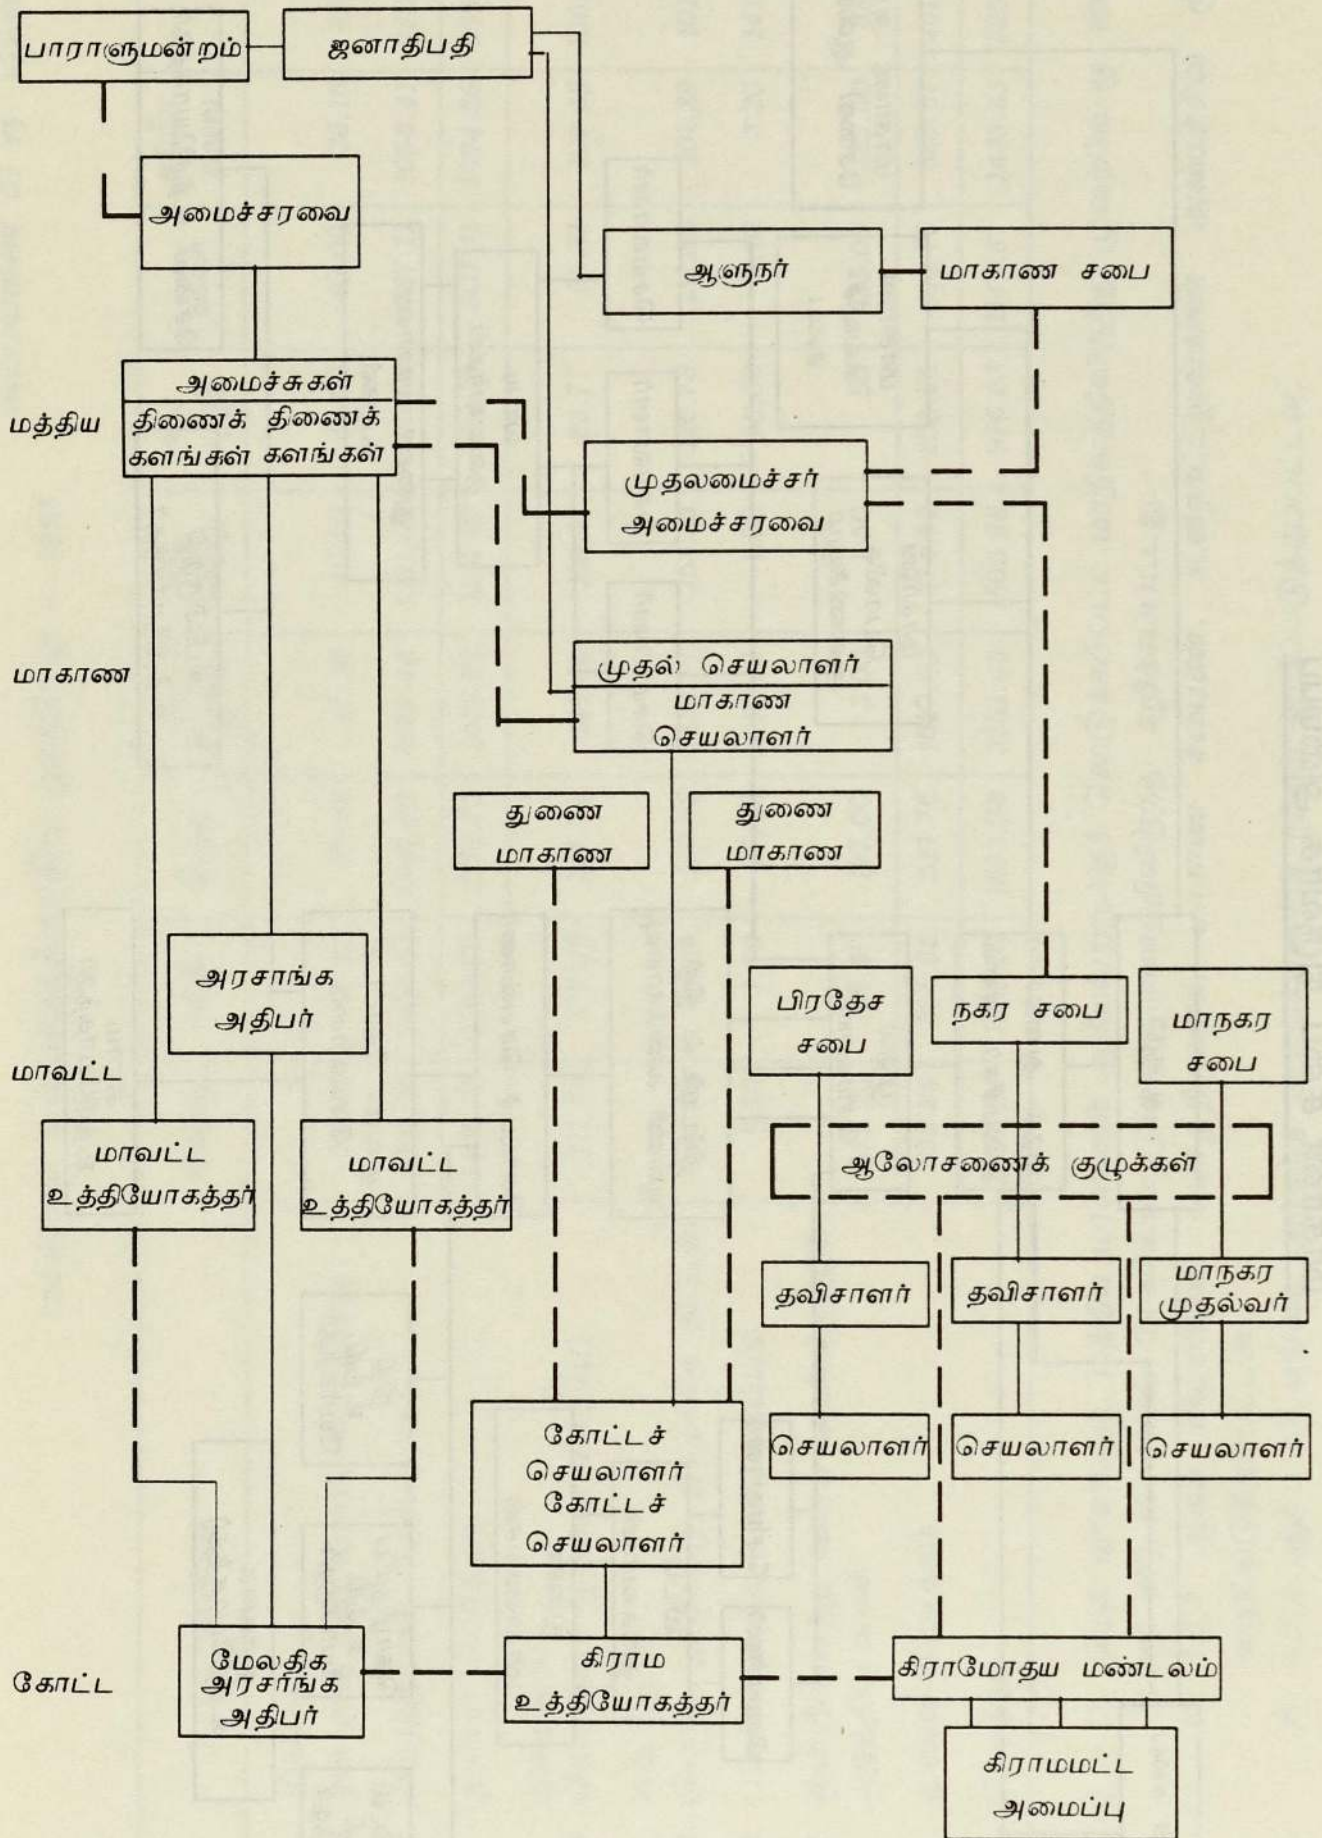 பாராளுமன்றம்
ஜனாதிபதி
அமைச்சரவை
ஆளுநர்
மாகாண சபை
மத்திய
அமைச்சுகள்
திணைக் திணைக்
களங்கள் களங்கள்
முதலமைச்சர்
அமைச்சரவை
மாகாண
முதல் செயலாளர்
மாகாண
செயலாளர்
துணை
மாகாண
துணை
மாகாண
அரசாங்க
அதிபர்
பிரதேச
சபை
நகர சபை
மாநகர
சபை
மாவட்ட
மாவட்ட
உத்தியோகத்தர்
மாவட்ட
உத்தியோகத்தர்
ஆலோசணைக் குழுக்கள்
தவிசாளர்
தவிசாளர்
மாநகர
முதல்வர்
கோட்டச்
செயலாளர்
கோட்டச்
செயலாளர்
செயலாளர்
செயலாளர்
செயலாளர்
கோட்ட
மேலதிக
அரசாங்க
அதிபர்
கிராம
உத்தியோகத்தர்
கிராமோதய மண்டலம்
கிராமமட்ட
அமைப்பு